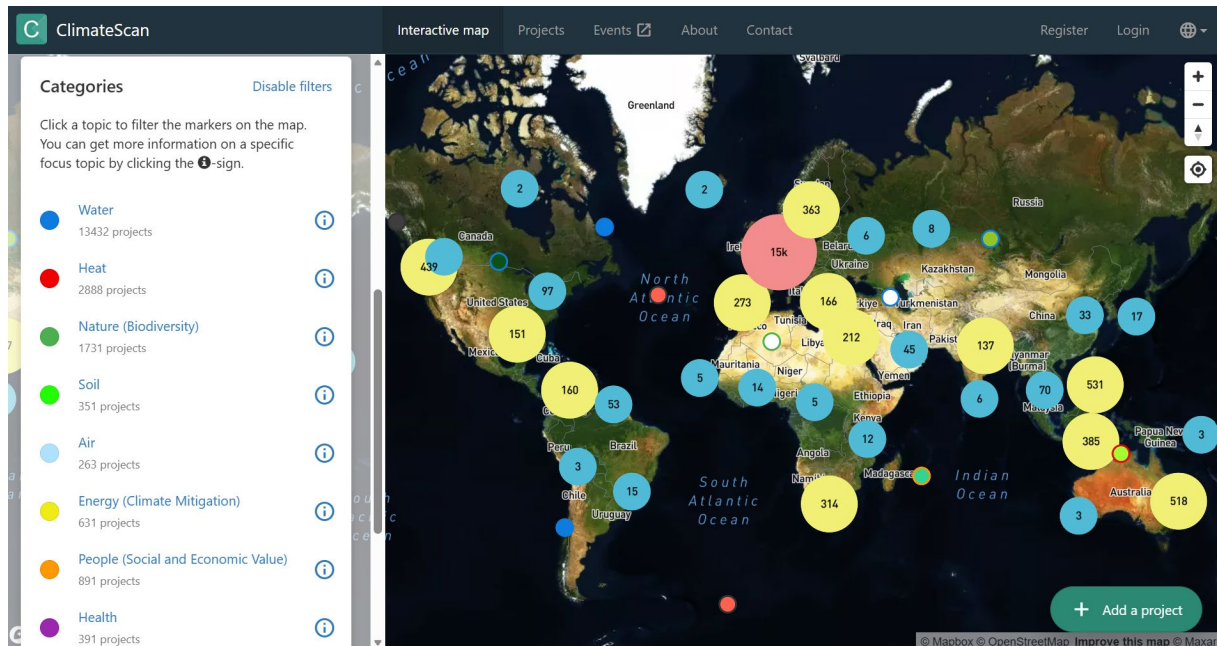 C ClimateScan
Interactive map
Projects
Events
About
Contact
Register
Login
Categories
Disable filters
Click a topic to filter the markers on the map.
You can get more information on a specific
focus topic by clicking the i-sign.
Water
13432 projects
Heat
2888 projects
Nature (Biodiversity)
1731 projects
Soil
351 projects
Air
263 projects
Energy (Climate Mitigation)
631 projects
People (Social and Economic Value)
891 projects
Health
391 projects
Svalbard
Greenland
2
2
363
Russia
Canada
439
15k
6
8
Ukraine
Kazakhstan
Mongolia
97
United States
North
Atlantic
Ocean
273
166
Turkmenistan
China
33
17
151
Cuba
Tunisia
Libya
212
Iraq
Iran
45
137
Myanmar
(Burma)
Mauritania
Niger
Yemen
160
53
5
14
5
Ethiopia
6
70
531
Kenya
12
385
Papua New
Guinea
3
Peru
Brazil
Angola
3
Chile
15
Uruguay
South
Atlantic
Ocean
314
Madagascar
Indian
Ocean
Australia
518
3
+ Add a project
© Mapbox © OpenStreetMap Improve this map © Maxar